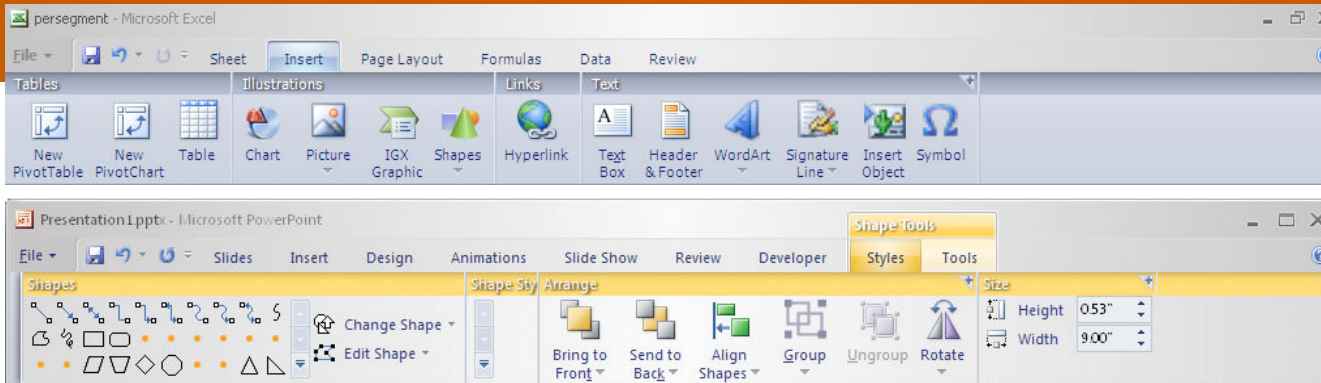 persegment - Microsoft Excel
File Sheet Insert Page Layout Formulas Data Review
Tables Illustrations Links Text
New PivotTable New PivotChart Table Chart Picture IGX Graphic Shapes Hyperlink Text Box Header & Footer WordArt Signature Line Insert Object Symbol
Presentation1.pptx - Microsoft PowerPoint Shape Tools
File Slides Insert Design Animations Slide Show Review Developer Styles Tools
Shapes Shape Sty Arrange Size
Change Shape Height 0.53"
Edit Shape Width 9.00"
Bring to Front Send to Back Align Shapes Group Ungroup Rotate